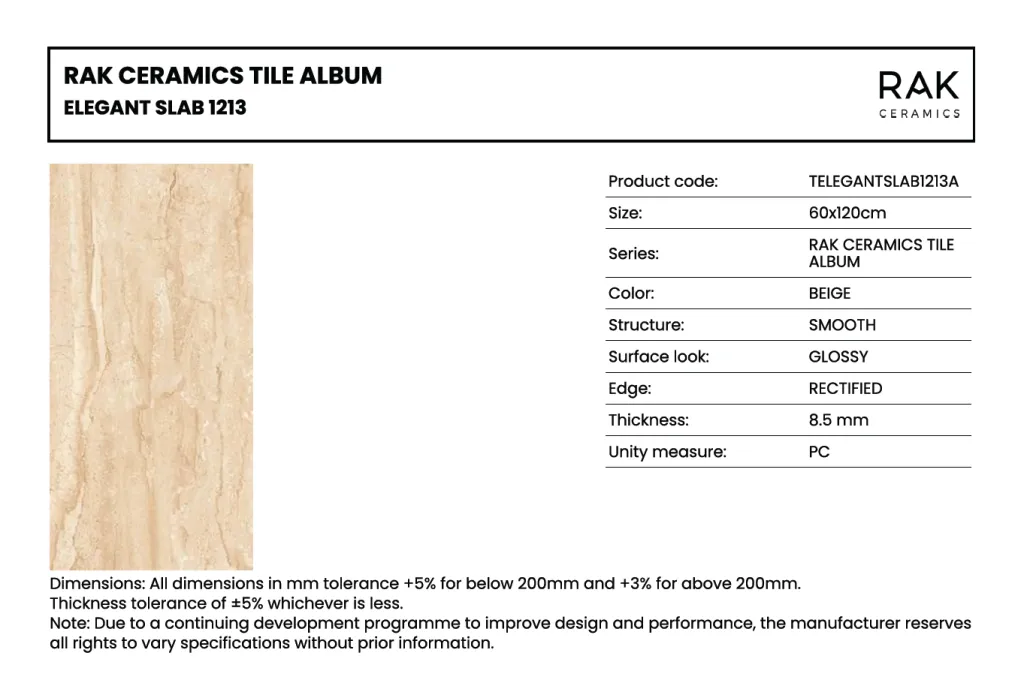 RAK CERAMICS TILE ALBUM
ELEGANT SLAB 1213
RAK
CERAMICS
Product code: TELEGANTSLAB1213A
Size: 60x120cm
Series: RAK CERAMICS TILE
ALBUM
Color: BEIGE
Structure: SMOOTH
Surface look: GLOSSY
Edge: RECTIFIED
Thickness: 8.5 mm
Unity measure: PC
Dimensions: All dimensions in mm tolerance +5% for below 200mm and +3% for above 200mm.
Thickness tolerance of ±5% whichever is less.
Note: Due to a continuing development programme to improve design and performance, the manufacturer reserves
all rights to vary specifications without prior information.